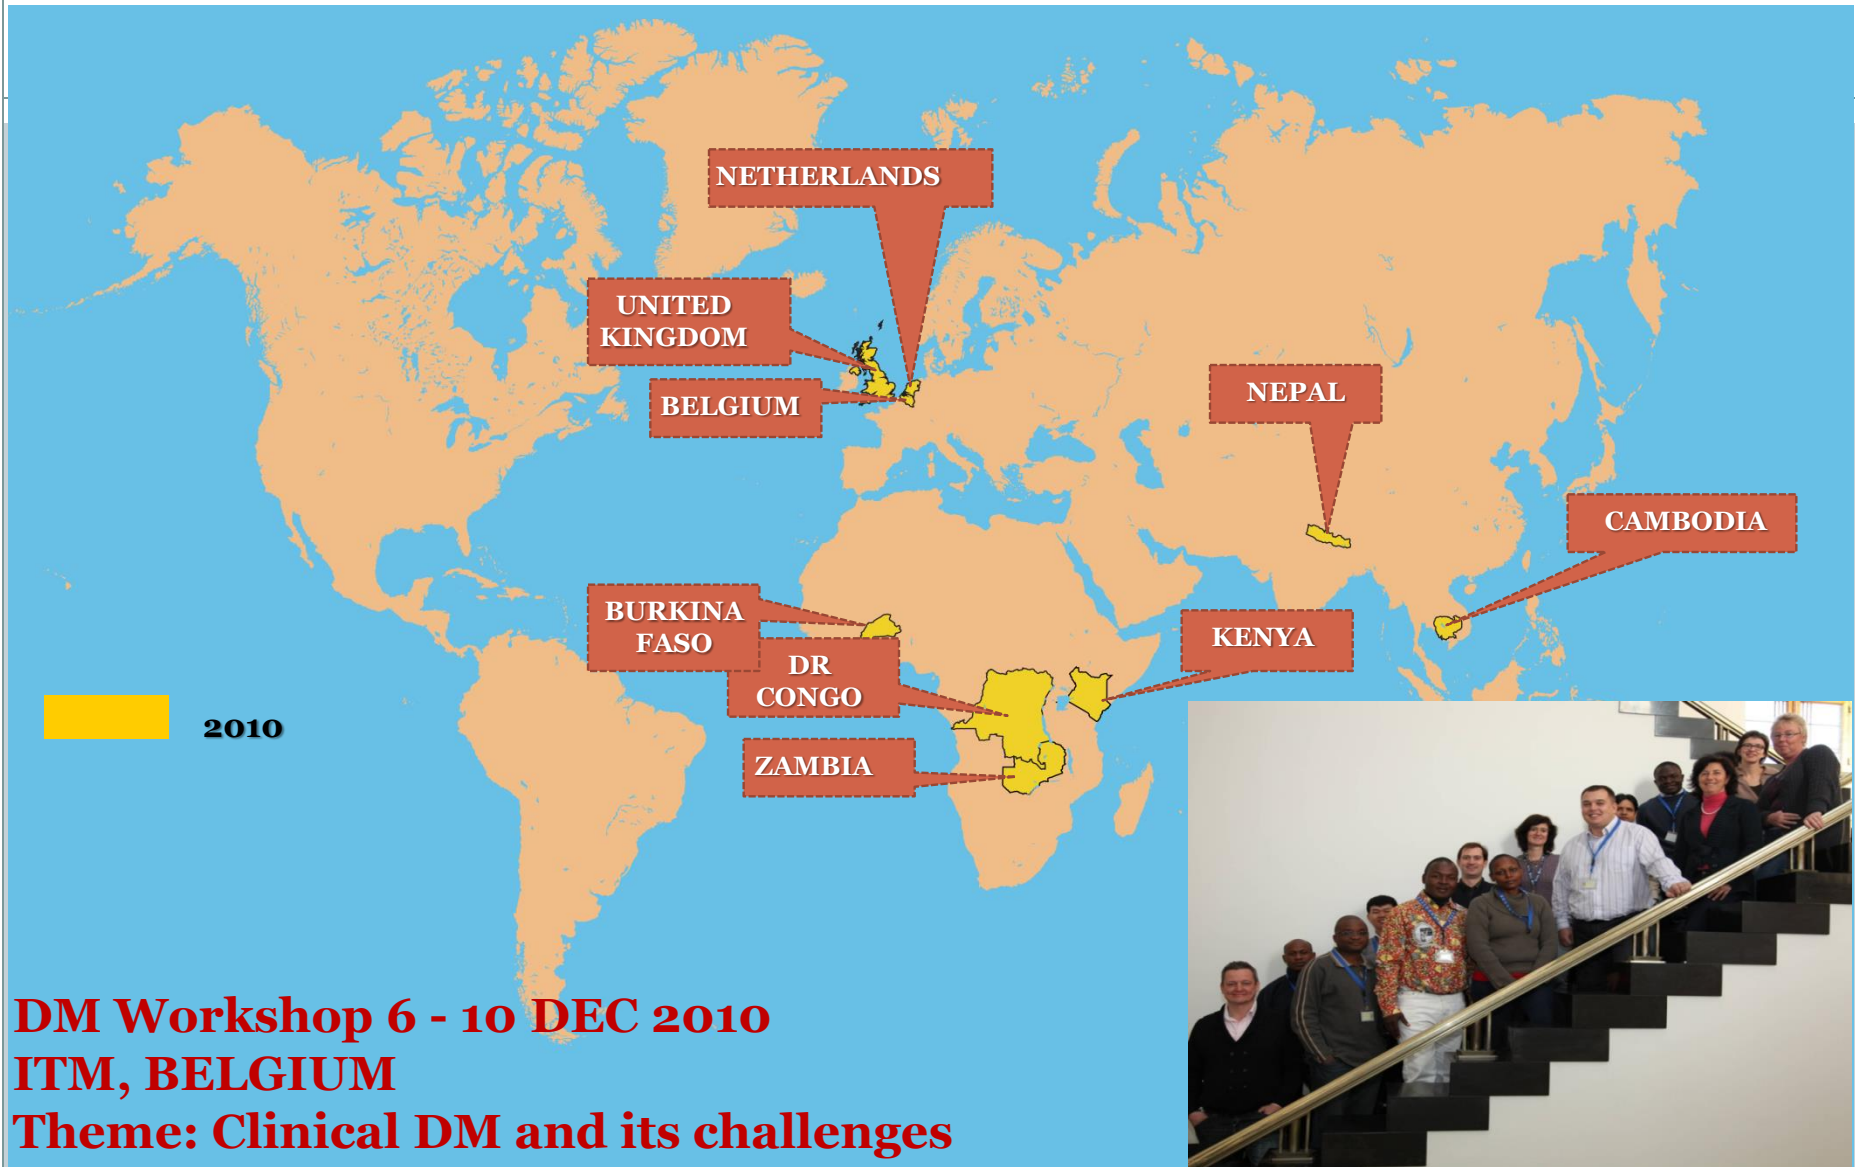 NETHERLANDS
UNITED
KINGDOM
BELGIUM
NEPAL
CAMBODIA
BURKINA
FASO
KENYA
DR
CONGO
2010
ZAMBIA
DM Workshop 6 - 10 DEC 2010
ITM, BELGIUM
Theme: Clinical DM and its challenges